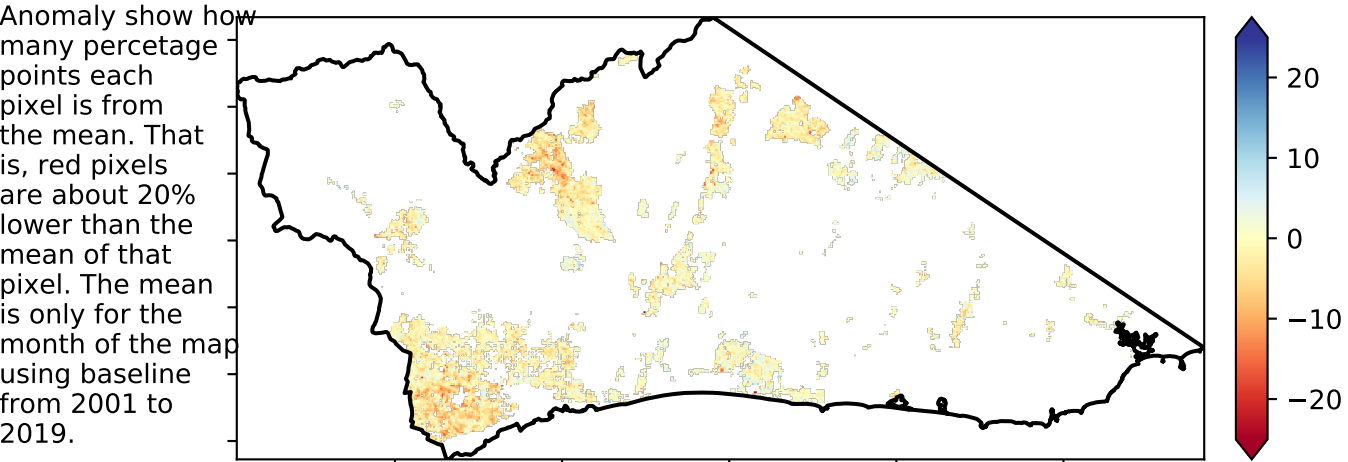 Anomaly show how
many percetage
points each
pixel is from
the mean. That
is, red pixels
are about 20%
lower than the
mean of that
pixel. The mean
is only for the
month of the map
using baseline
from 2001 to
2019.
20
10
0
−10
−20